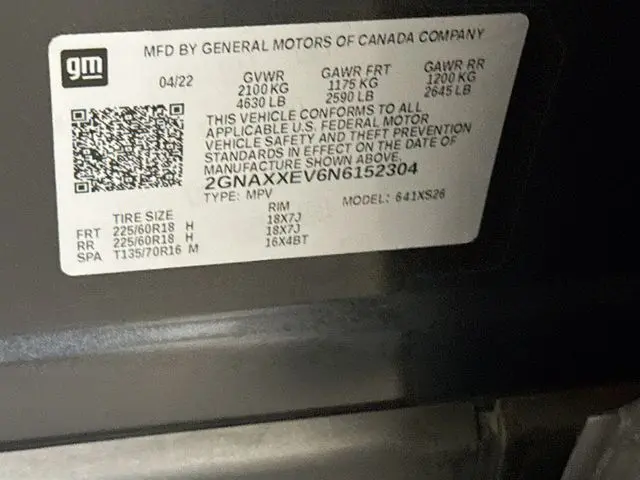 gm
MFD BY GENERAL MOTORS OF CANADA COMPANY
04/22 GVWR GAWR FRT GAWR RR
2100 KG 1175 KG 1200 KG
4630 LB 2590 LB 2645 LB
THIS VEHICLE CONFORMS TO ALL
APPLICABLE U.S. FEDERAL MOTOR
VEHICLE SAFETY AND THEFT PREVENTION
STANDARDS IN EFFECT ON THE DATE OF
MANUFACTURE SHOWN ABOVE.
2GNAXXEV6N6152304
TYPE: MPV MODEL: 641XS26
TIRE SIZE RIM
FRT 225/60R18 H 18X7J
RR 225/60R18 H 18X7J
SPA T135/70R16 M 16X4BT